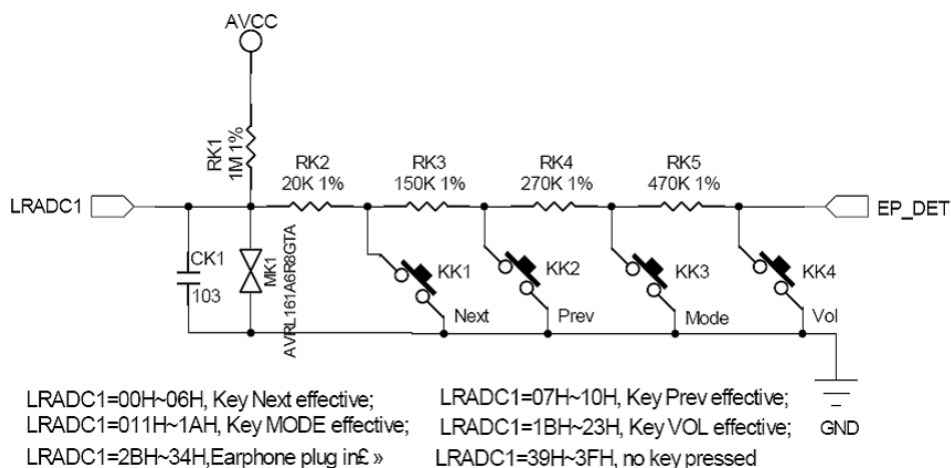 AVCC
RK1
1M 1%
RK2
20K 1%
RK3
150K 1%
RK4
270K 1%
RK5
470K 1%
LRADC1
EP_DET
CK1
103
MK1
AVRL161A6R8GTA
KK1
KK2
KK3
KK4
Next
Prev
Mode
Vol
GND
LRADC1=00H~06H, Key Next effective;
LRADC1=07H~10H, Key Prev effective;
LRADC1=011H~1AH, Key MODE effective;
LRADC1=1BH~23H, Key VOL effective;
LRADC1=2BH~34H,Earphone plug in£ »
LRADC1=39H~3FH, no key pressed